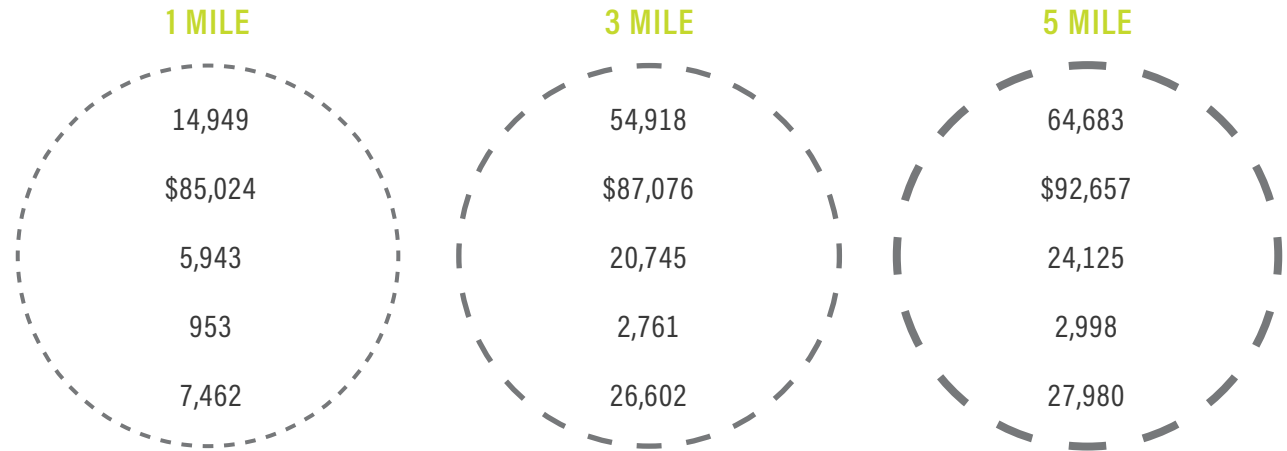 1 MILE 3 MILE 5 MILE
14,949 54,918 64,683
$85,024 $87,076 $92,657
5,943 20,745 24,125
953 2,761 2,998
7,462 26,602 27,980